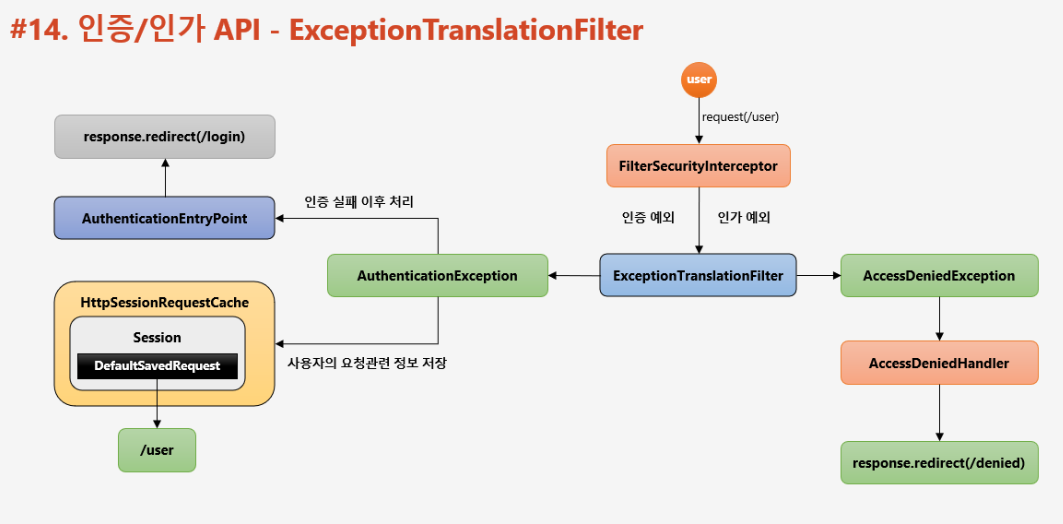 #14. 인증/인가 API - ExceptionTranslationFilter
user
request(/user)
response.redirect(/login)
FilterSecurityInterceptor
AuthenticationEntryPoint
인증 실패 이후 처리
인증 예외
인가 예외
AuthenticationException
ExceptionTranslationFilter
AccessDeniedException
HttpSessionRequestCache
Session
DefaultSavedRequest
사용자의 요청관련 정보 저장
AccessDeniedHandler
/user
response.redirect(/denied)